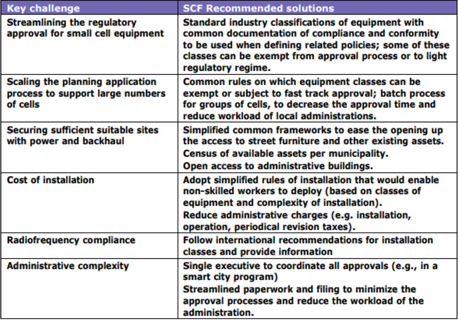 Key challenge
SCF Recommended solutions
Streamlining the regulatory
approval for small cell equipment
Standard industry classifications of equipment with
common documentation of compliance and conformity
to be used when defining related policies; some of these
classes can be exempt from approval process or to light
regulatory regime.
Scaling the planning application
process to support large numbers
of cells
Common rules on which equipment classes can be
exempt or subject to fast track approval; batch process
for groups of cells, to decrease the approval time and
reduce workload of local administrations.
Securing sufficient suitable sites
with power and backhaul
Simplified common frameworks to ease the opening up
the access to street furniture and other existing assets.
Census of available assets per municipality.
Open access to administrative buildings.
Cost of installation
Adopt simplified rules of installation that would enable
non-skilled workers to deploy (based on classes of
equipment and complexity of installation).
Reduce administrative charges (e.g. installation,
operation, periodical revision taxes).
Radiofrequency compliance
Follow international recommendations for installation
classes and provide information
Administrative complexity
Single executive to coordinate all approvals (e.g., in a
smart city program)
Streamlined paperwork and filing to minimize the
approval processes and reduce the workload of the
administration.